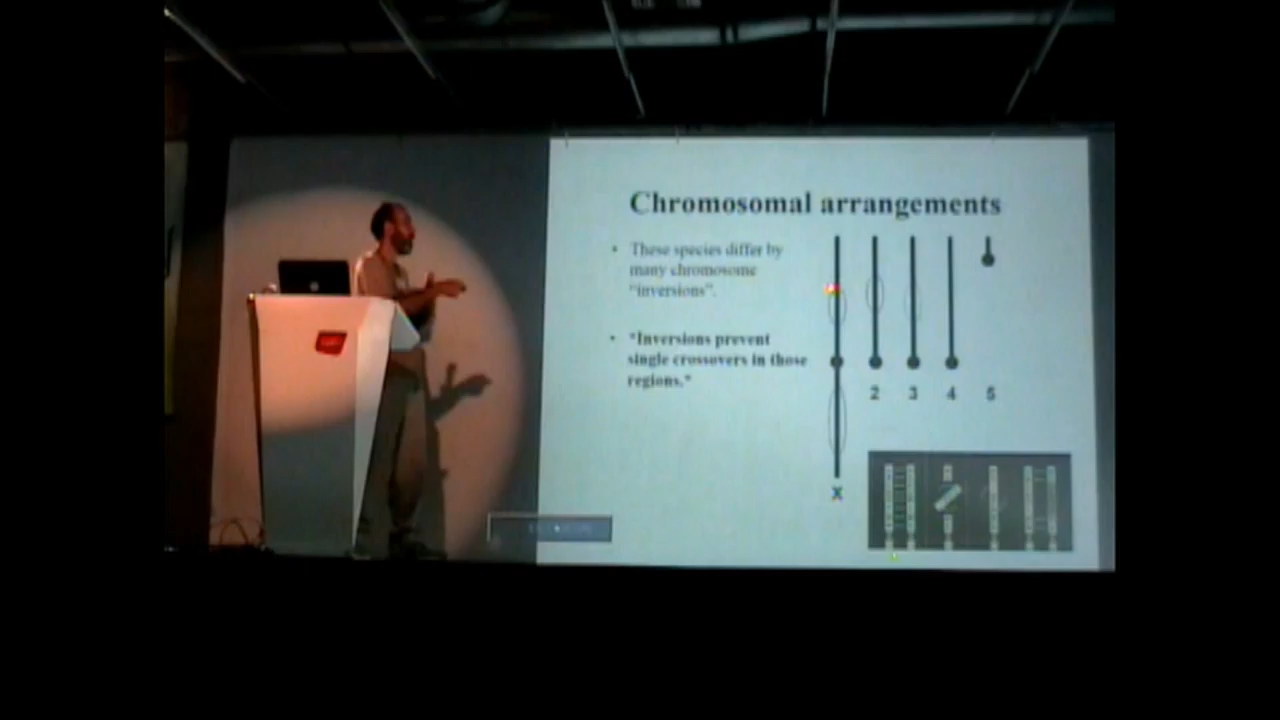 Chromosomal arrangements
• These species differ by
many chromosome
"inversions".
• "Inversions prevent
single crossovers in those
regions."
2 3 4 5
X